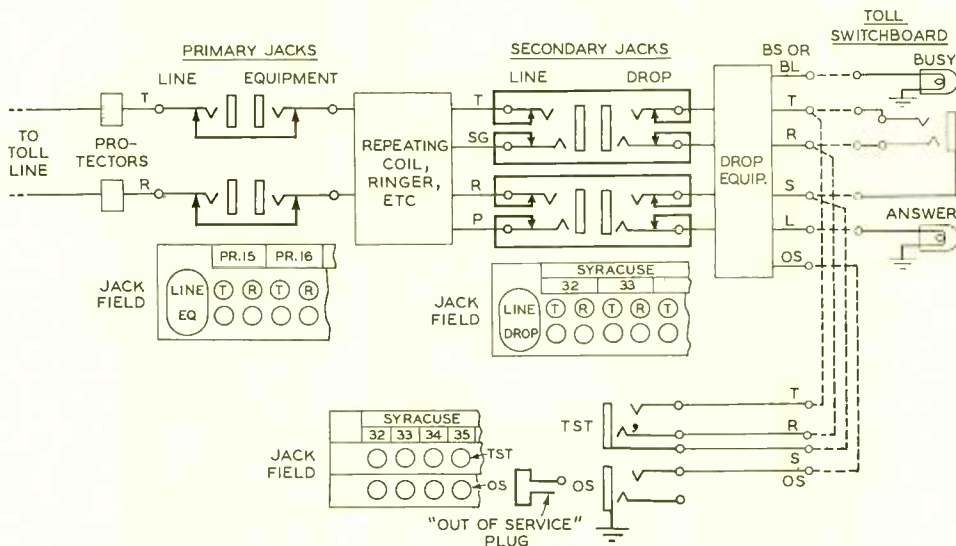 TOLL
SWITCHBOARD
PRIMARY JACKS
SECONDARY JACKS
BS OR
BL
BUSY
LINE
EQUIPMENT
LINE
DROP
T
T
T
TO
TOLL
LINE
PRO-
TECTORS
REPEATING
COIL,
RINGER,
ETC
SG
DROP
EQUIP.
R
R
R
S
P
L
ANSWER
OS
PR.15
PR.16
JACK
FIELD
LINE
EQ
T
R
T
R
SYRACUSE
32
33
JACK
FIELD
LINE
DROP
T
R
T
R
T
T
TST
R
S
S
OS
SYRACUSE
32
33
34
35
JACK
FIELD
TST
OS
OS
"OUT OF SERVICE"
PLUG